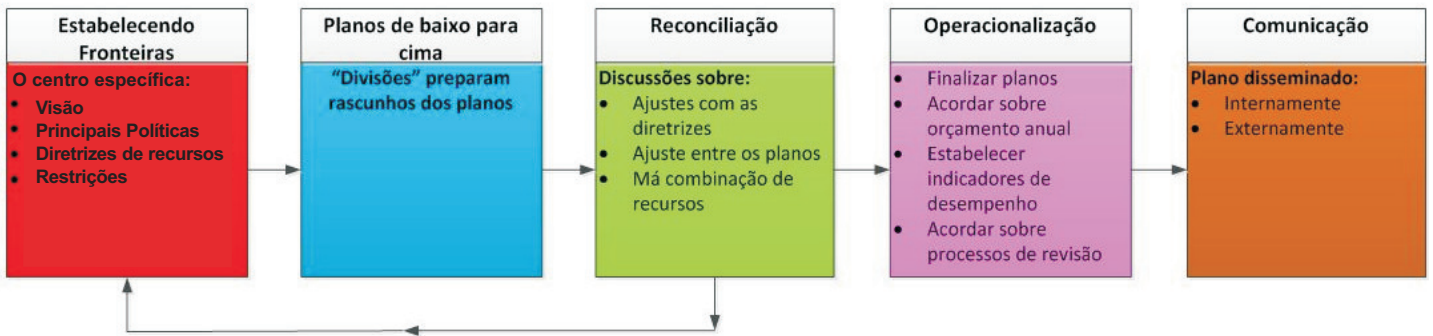 Estabelecendo
Fronteiras
O centro específica:
• Visão
• Principais Políticas
• Diretrizes de recursos
• Restrições
Planos de baixo para
cima
“Divisões” preparam
rascunhos dos planos
Reconciliação
Discussões sobre:
• Ajustes com as
diretrizes
• Ajuste entre os planos
• Má combinação de
recursos
Operacionalização
• Finalizar planos
• Acordar sobre
orçamento anual
• Estabelecer
indicadores de
desempenho
• Acordar sobre
processos de revisão
Comunicação
Plano disseminado:
• Internamente
• Externamente